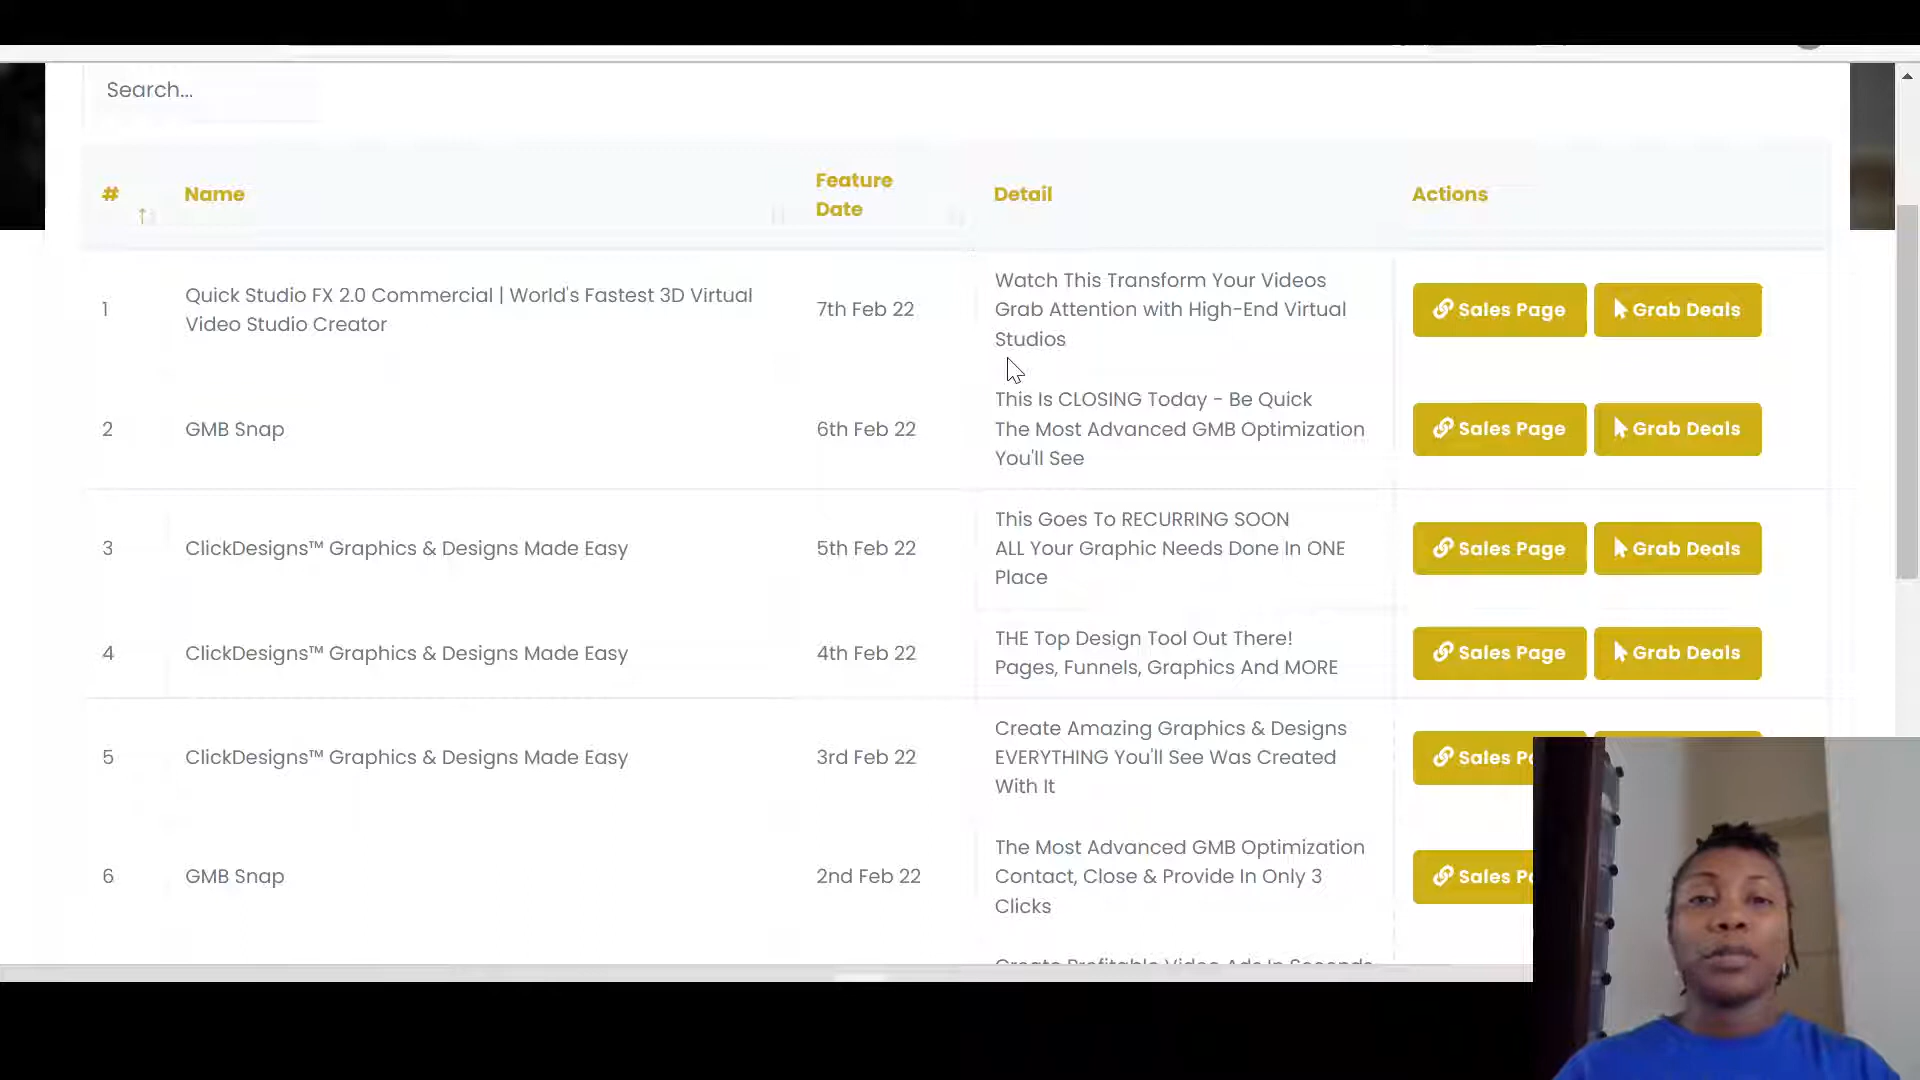 Search...
# Name Feature Date Detail Actions
1 Quick Studio FX 2.0 Commercial | World's Fastest 3D Virtual
Video Studio Creator
7th Feb 22
Watch This Transform Your Videos
Grab Attention with High-End Virtual
Studios
Sales Page Grab Deals
2 GMB Snap
6th Feb 22
This Is CLOSING Today - Be Quick
The Most Advanced GMB Optimization
You'll See
Sales Page Grab Deals
3 ClickDesigns™ Graphics & Designs Made Easy
5th Feb 22
This Goes To RECURRING SOON
ALL Your Graphic Needs Done In ONE
Place
Sales Page Grab Deals
4 ClickDesigns™ Graphics & Designs Made Easy
4th Feb 22
THE Top Design Tool Out There!
Pages, Funnels, Graphics And MORE
Sales Page Grab Deals
5 ClickDesigns™ Graphics & Designs Made Easy
3rd Feb 22
Create Amazing Graphics & Designs
EVERYTHING You'll See Was Created
With It
Sales P
6 GMB Snap
2nd Feb 22
The Most Advanced GMB Optimization
Contact, Close & Provide In Only 3
Clicks
Sales P
Create Profitable Video Ads In Seconds